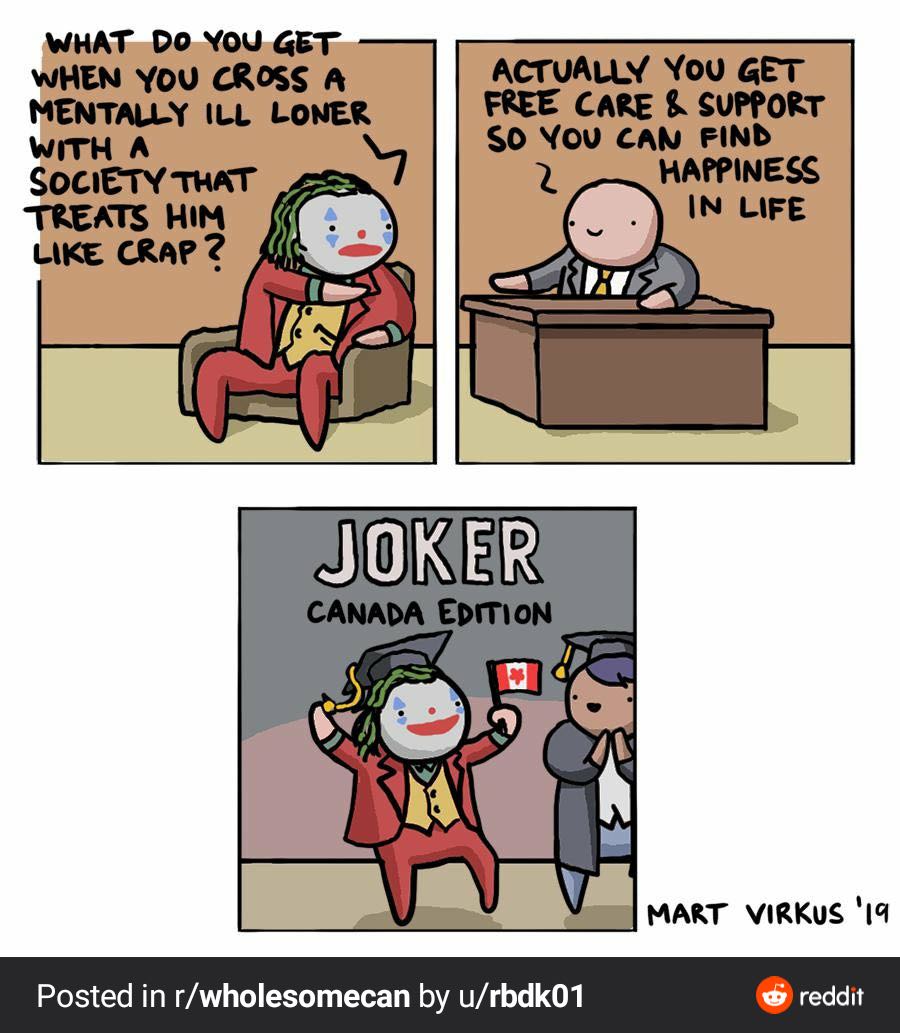 WHAT DO YOU GET
WHEN YOU CROSS A
MENTALLY ILL LONER
WITH A
SOCIETY THAT
TREATS HIM
LIKE CRAP?
ACTUALLY YOU GET
FREE CARE & SUPPORT
SO YOU CAN FIND
HAPPINESS
IN LIFE
JOKER
CANADA EDITION
MART VIRKUS '19
Posted in r/wholesomecan by u/rbdk01
reddit